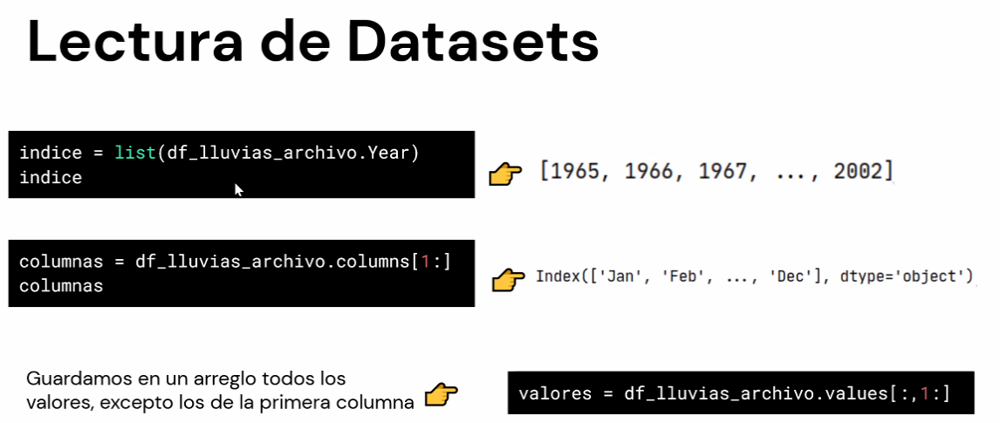 Lectura de Datasets
indice = list(df_lluvias_archivo.Year)
indice
[1965, 1966, 1967, ..., 2002]
columnas = df_lluvias_archivo.columns[1:]
columnas
Index(['Jan', 'Feb', ..., 'Dec'], dtype='object')
Guardamos en un arreglo todos los
valores, excepto los de la primera columna
valores = df_lluvias_archivo.values[:,1:]